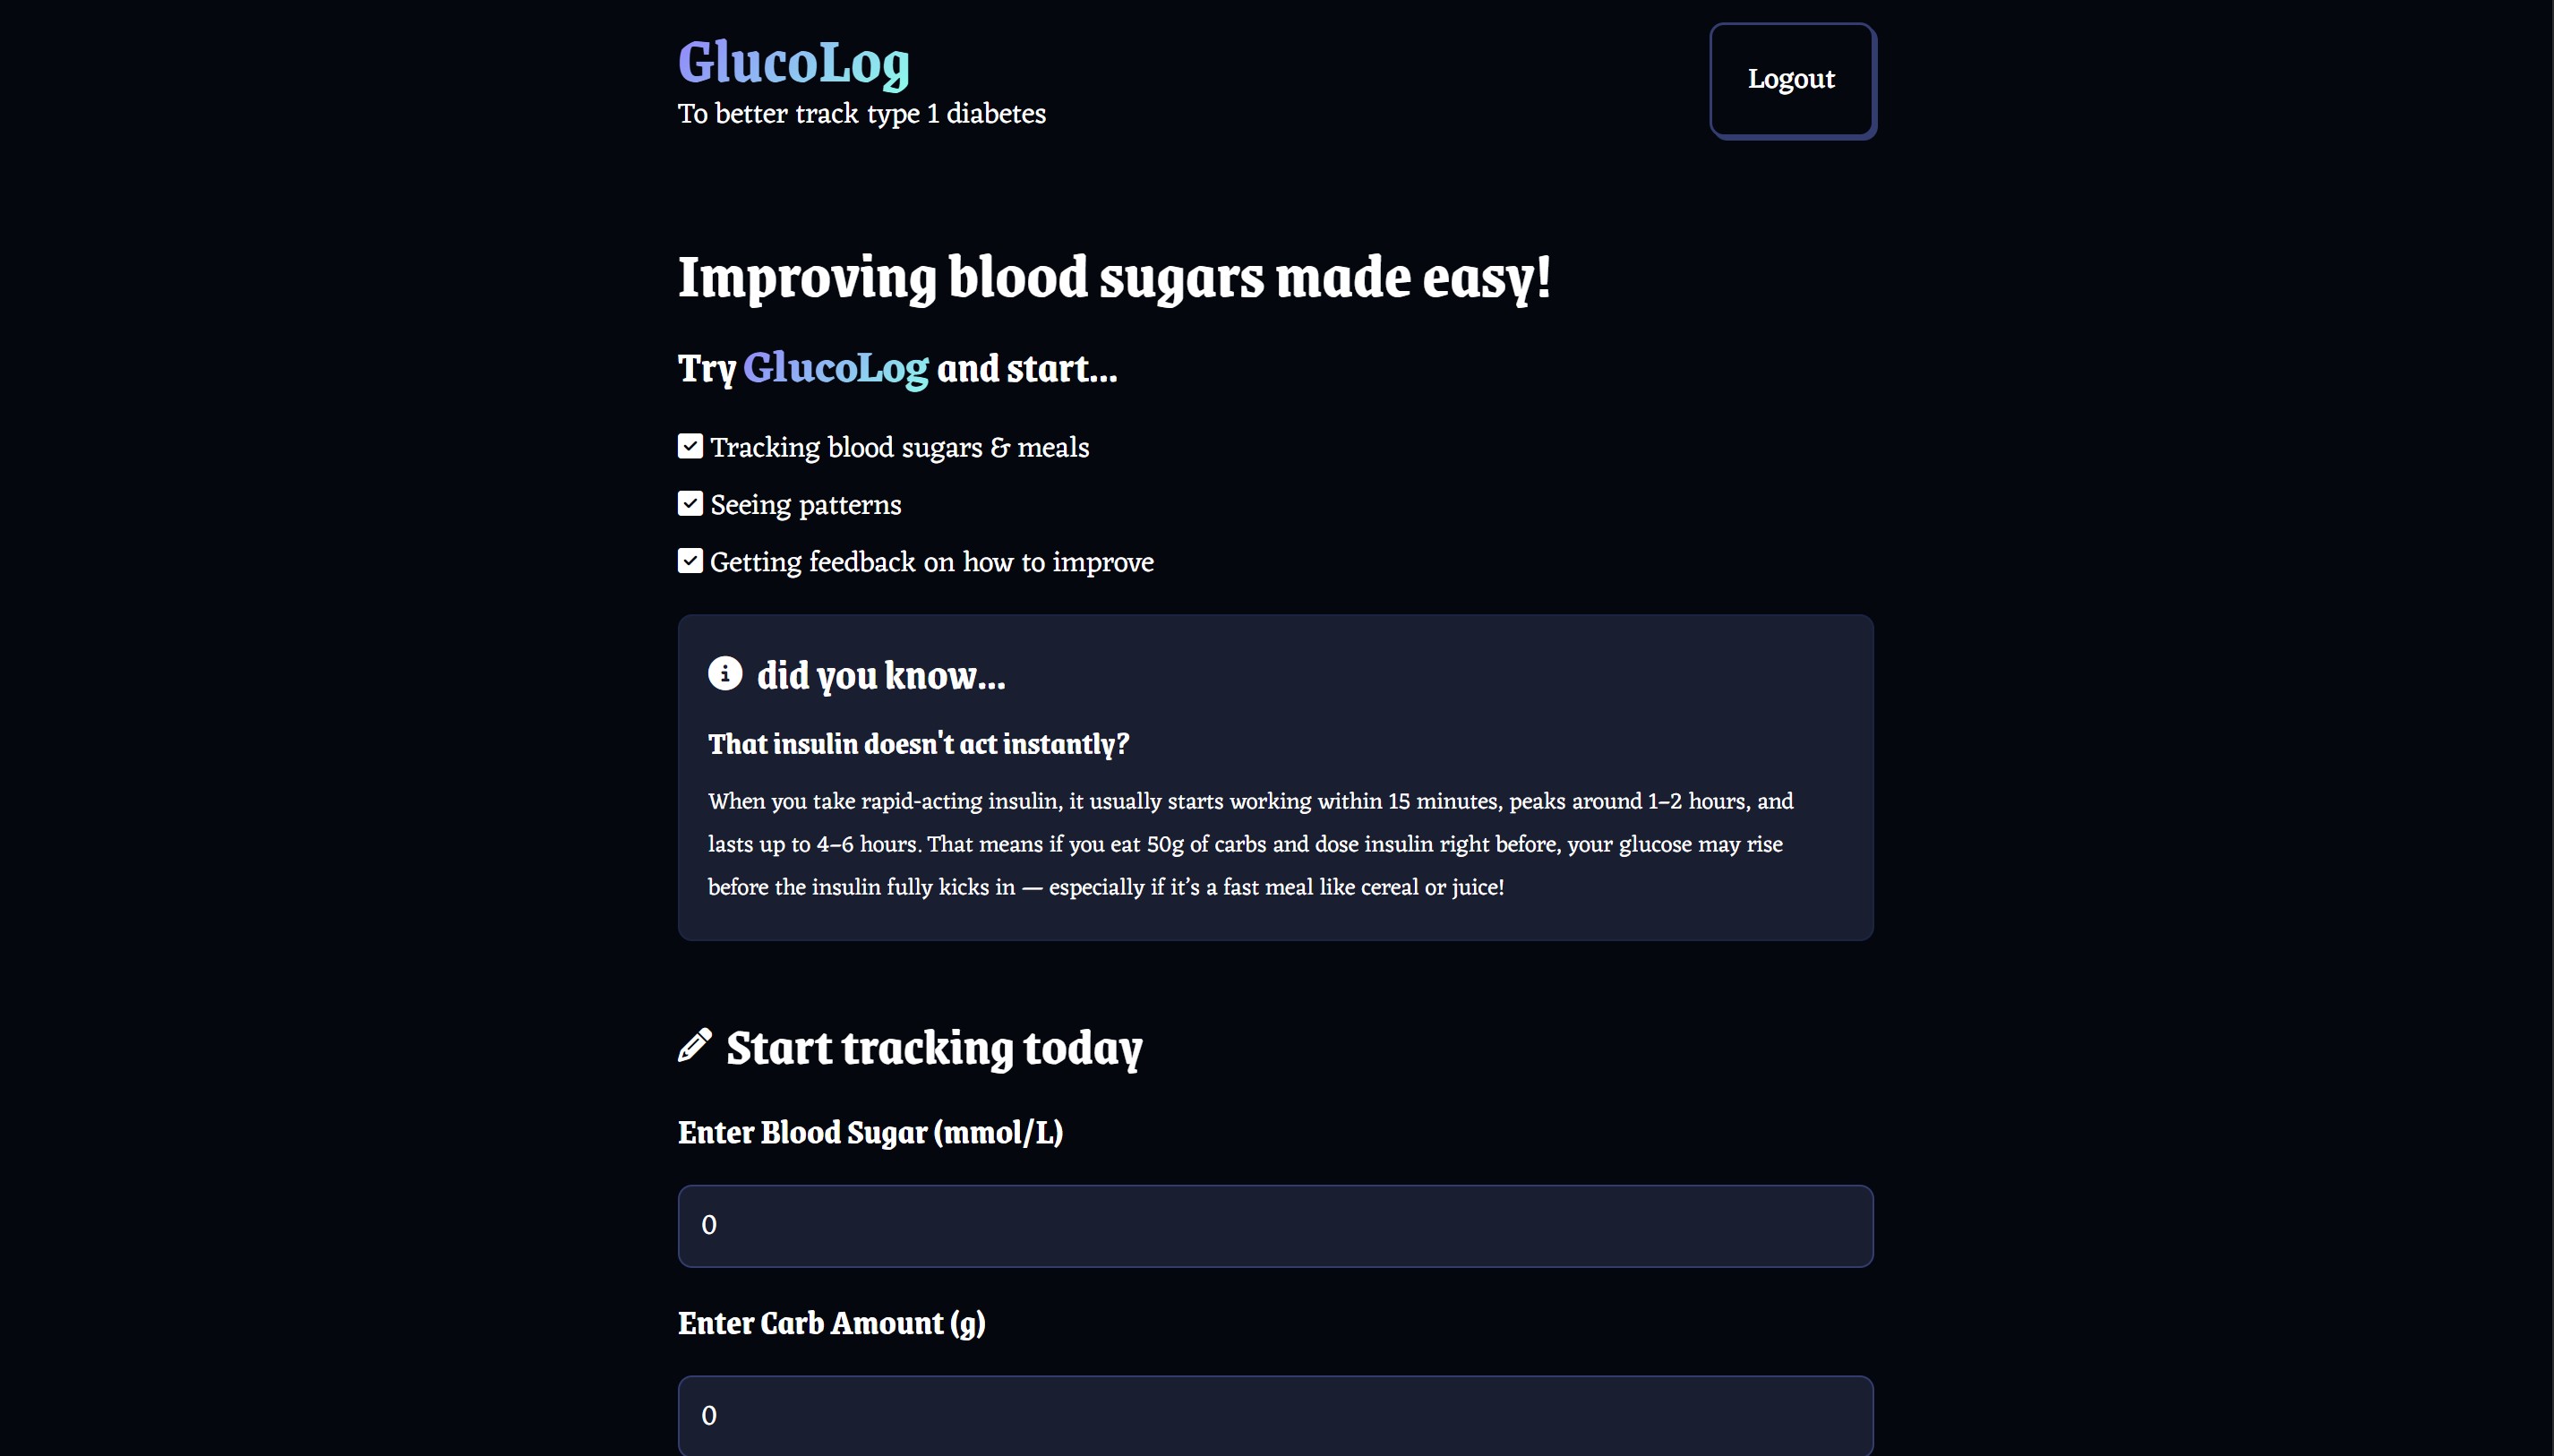 GlucoLog
To better track type 1 diabetes
Logout
Improving blood sugars made easy!
Try GlucoLog and start...
Tracking blood sugars & meals
Seeing patterns
Getting feedback on how to improve
did you know...
That insulin doesn't act instantly?
When you take rapid-acting insulin, it usually starts working within 15 minutes, peaks around 1–2 hours, and
lasts up to 4–6 hours. That means if you eat 50g of carbs and dose insulin right before, your glucose may rise
before the insulin fully kicks in — especially if it’s a fast meal like cereal or juice!
Start tracking today
Enter Blood Sugar (mmol/L)
0
Enter Carb Amount (g)
0